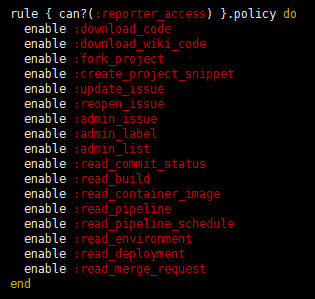 rule { can?(:reporter_access) }.policy do
  enable :download_code
  enable :download_wiki_code
  enable :fork_project
  enable :create_project_snippet
  enable :update_issue
  enable :reopen_issue
  enable :admin_issue
  enable :admin_label
  enable :admin_list
  enable :read_commit_status
  enable :read_build
  enable :read_container_image
  enable :read_pipeline
  enable :read_pipeline_schedule
  enable :read_environment
  enable :read_deployment
  enable :read_merge_request
end